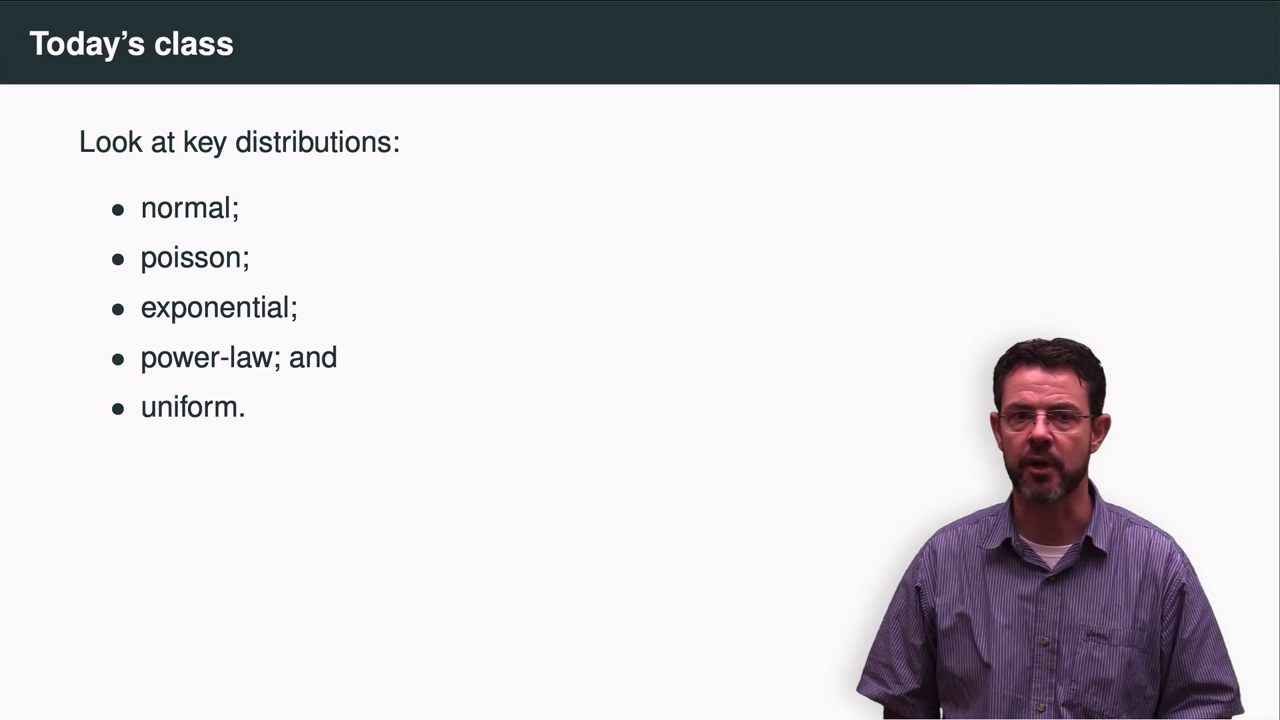 Today's class
Look at key distributions:
• normal;
• poisson;
• exponential;
• power-law; and
• uniform.